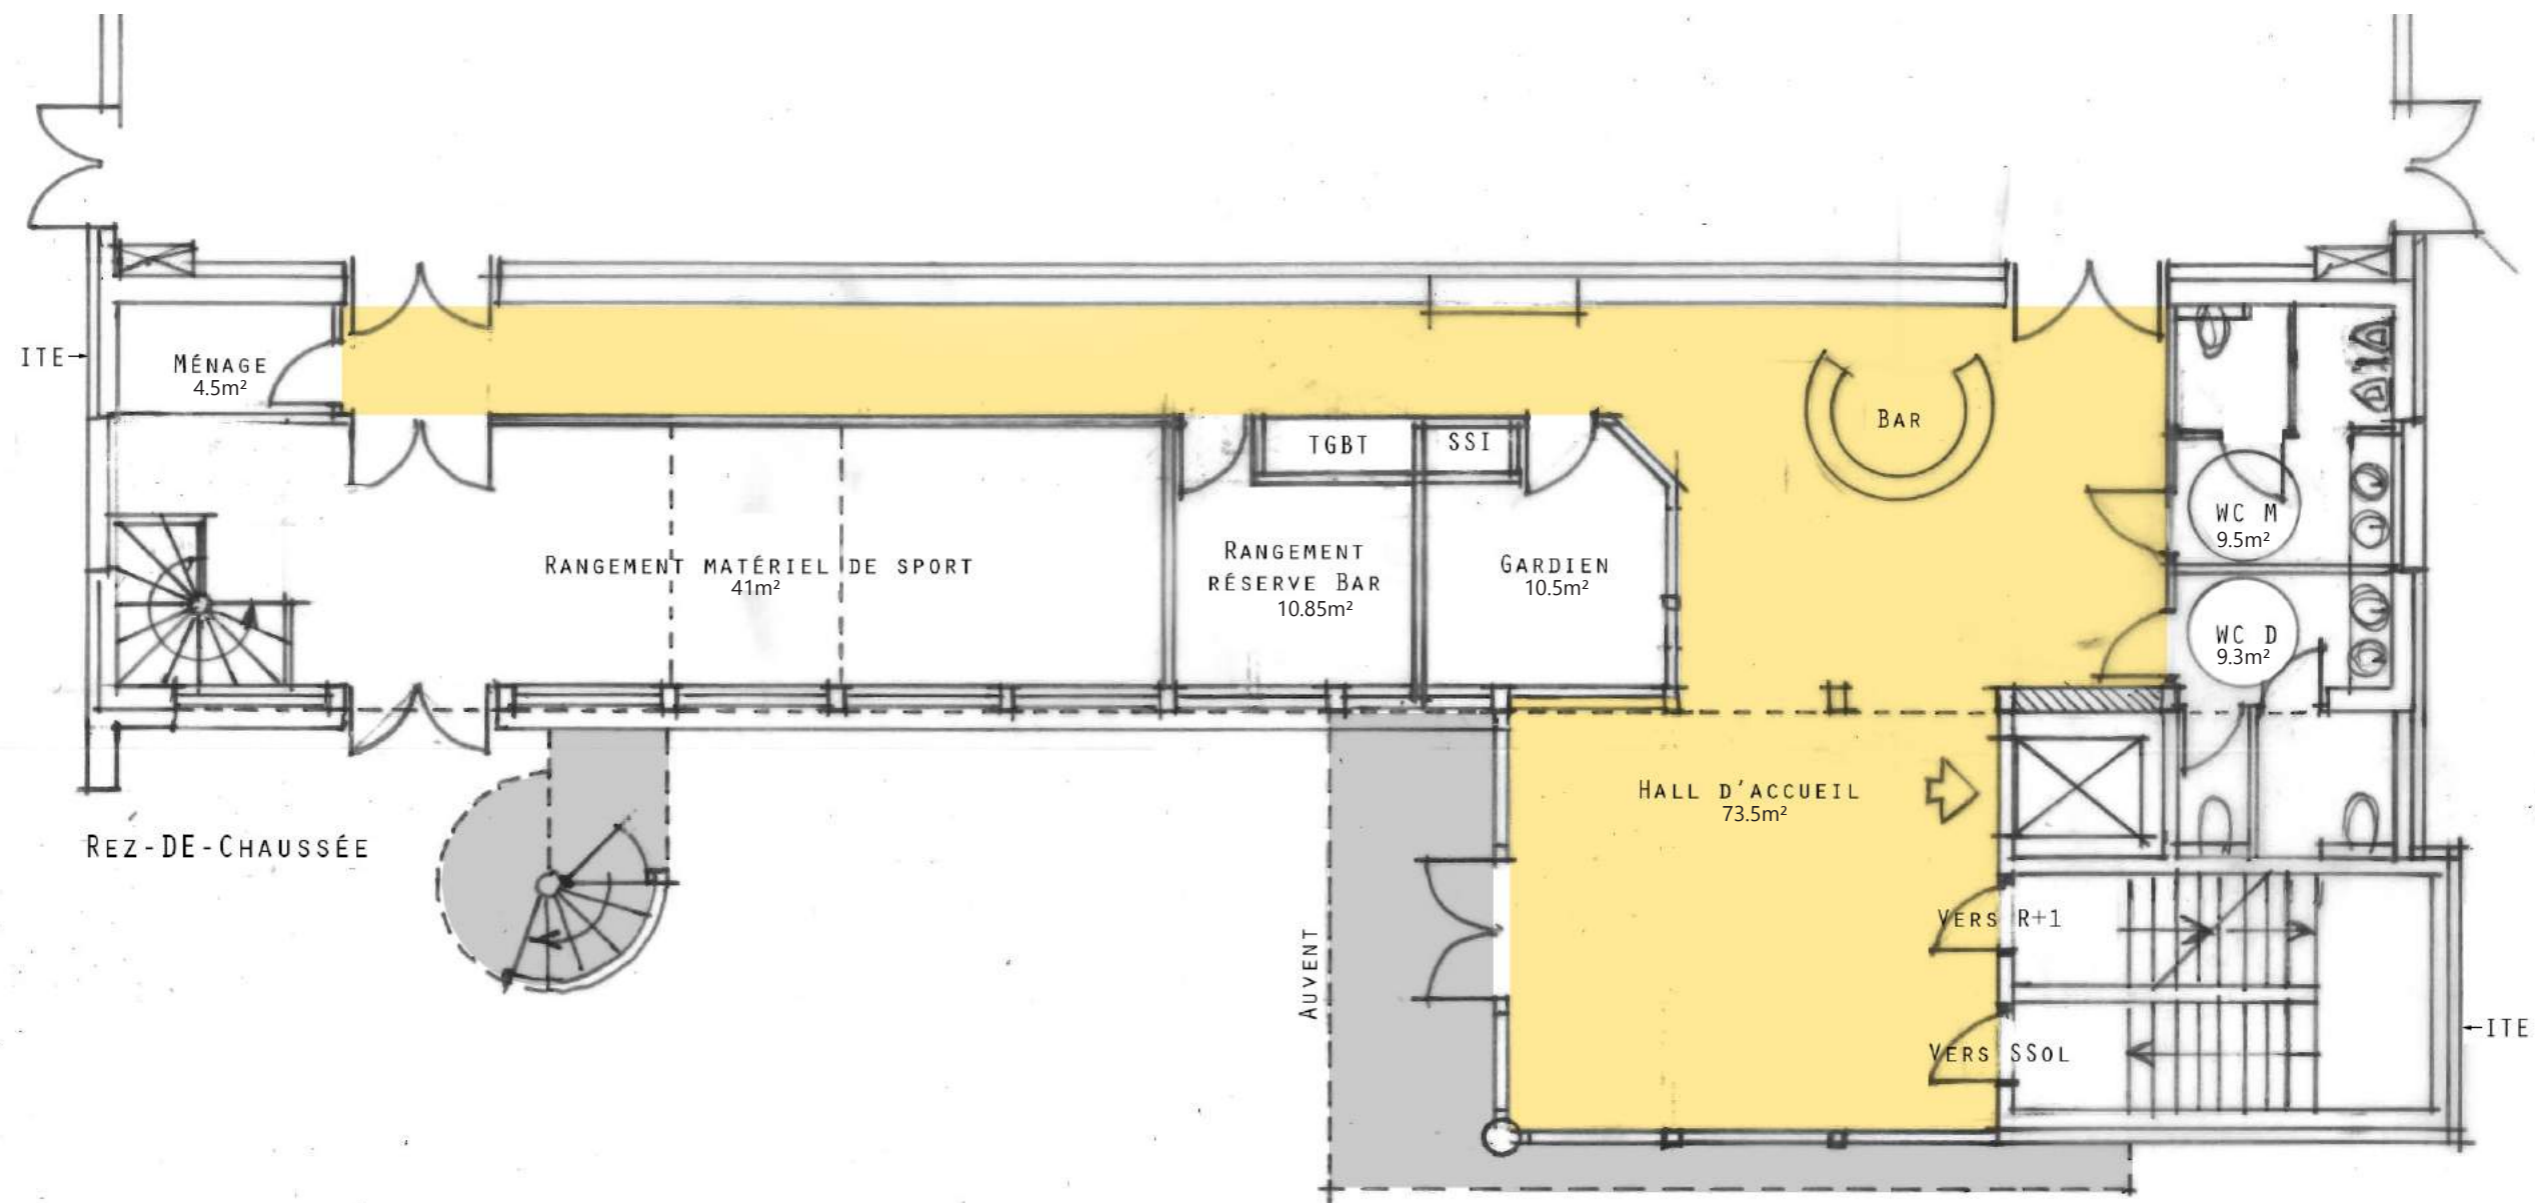 ITE
MÉNAGE
4.5m²
TGBT
SSI
BAR
RANGEMENT MATÉRIEL DE SPORT
41m²
RANGEMENT
RÉSERVE BAR
10.85m²
GARDIEN
10.5m²
WC M
9.5m²
WC D
9.3m²
HALL D'ACCUEIL
73.5m²
REZ-DE-CHAUSSÉE
AUVENT
VERS R+1
VERS SSOL
ITE